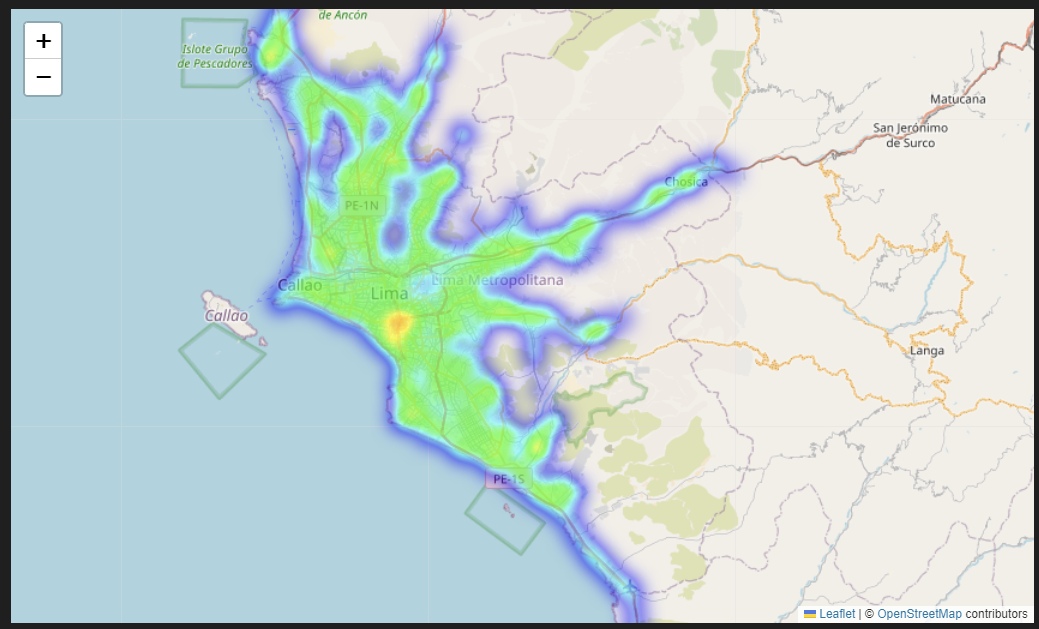 +
−
de Ancón
Islote Grupo
de Pescadores
Matucana
San Jerónimo
de Surco
Chosica
PE-1N
Lima Metropolitana
Callao
Lima
Callao
Langa
PE-1S
Leaflet | © OpenStreetMap contributors